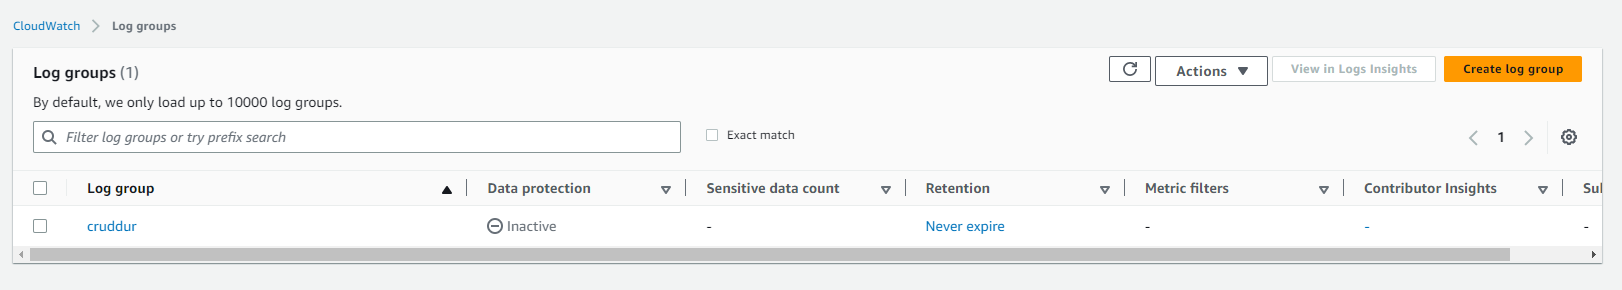 CloudWatch > Log groups
Log groups (1)
Actions
View in Logs Insights
Create log group
By default, we only load up to 10000 log groups.
Filter log groups or try prefix search
Exact match
1
Log group
Data protection
Sensitive data count
Retention
Metric filters
Contributor Insights
cruddur
Inactive
-
Never expire
-
-
-